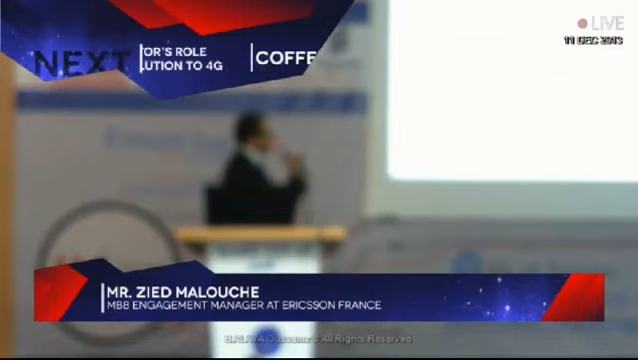 LIVE
11 DEC 2013
NEXT
OR'S ROLE
UTION TO 4G
COFFE
MR. ZIED MALOUCHE
MBB ENGAGEMENT MANAGER AT ERICSSON FRANCE
All Rights Reserved